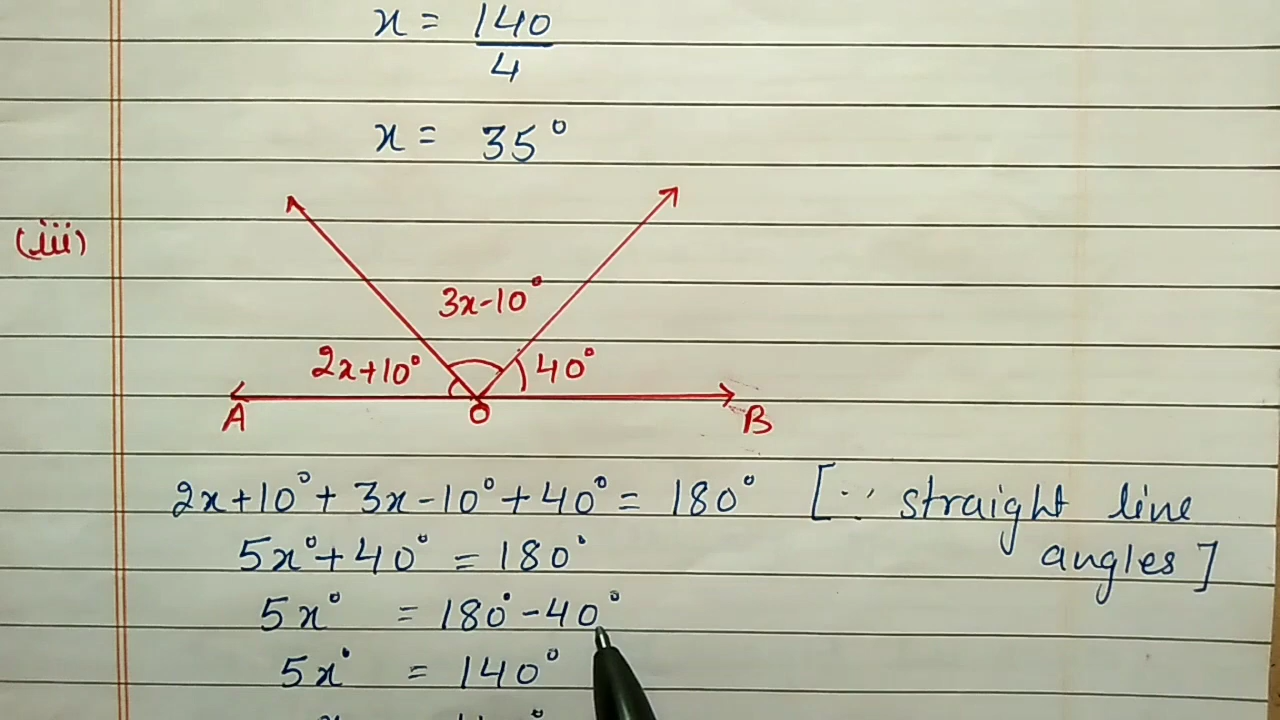 x = 140
4
x = 35°
(iii)
3x-10°
2x+10°
40°
A
O
B
2x+10°+ 3x-10°+40°= 180° [∵ straight line
angles]
5x°+40° = 180°
5x° = 180°-40°
5x° = 140°